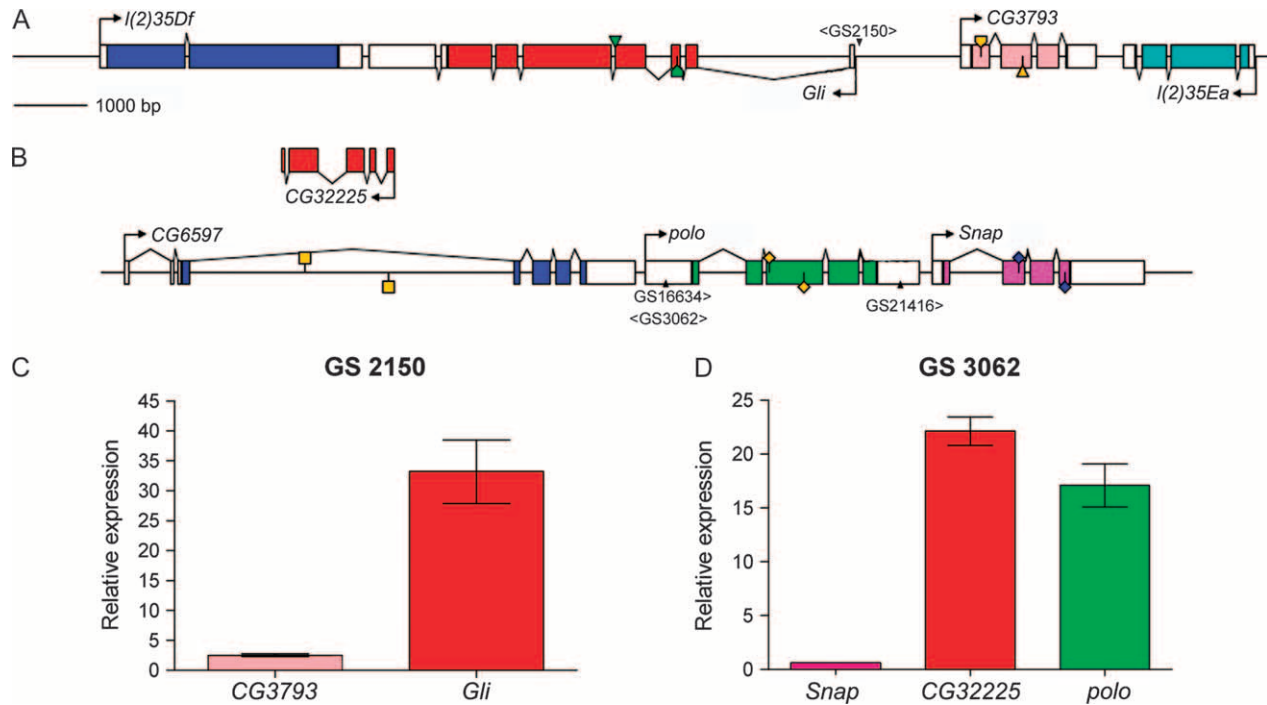 A
l(2)35Df
<GS2150>
CG3793
Gli
l(2)35Ea
1000 bp
B
CG32225
CG6597
polo
Snap
GS16634>
<GS3062>
GS21416>
C
GS 2150
Relative expression
45
40
35
30
25
20
15
10
5
0
CG3793
Gli
D
GS 3062
Relative expression
25
20
15
10
5
0
Snap
CG32225
polo